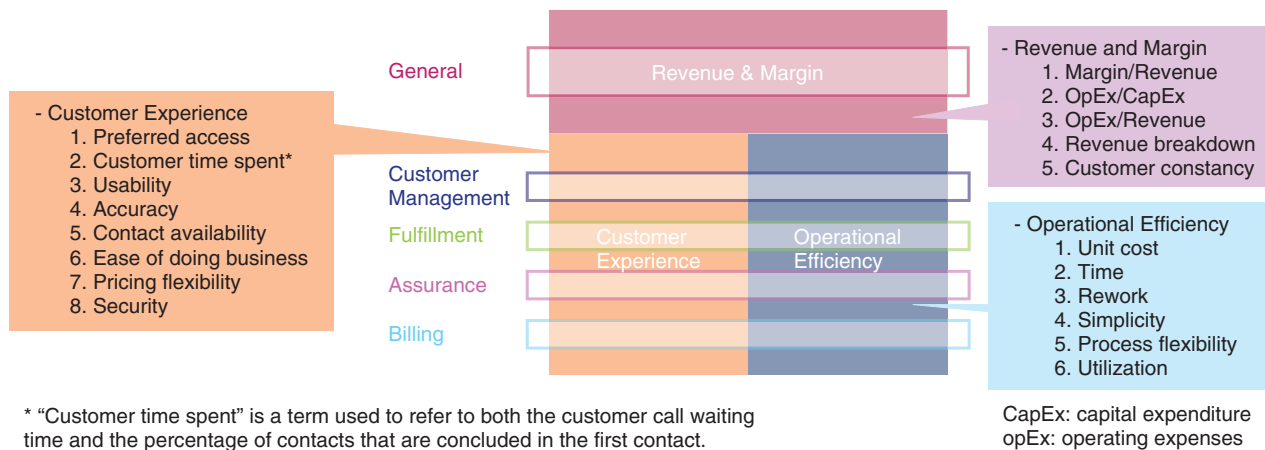 General
Revenue & Margin
- Revenue and Margin
1. Margin/Revenue
2. OpEx/CapEx
3. OpEx/Revenue
4. Revenue breakdown
5. Customer constancy
- Customer Experience
1. Preferred access
2. Customer time spent*
3. Usability
4. Accuracy
5. Contact availability
6. Ease of doing business
7. Pricing flexibility
8. Security
Customer
Management
Fulfillment
Assurance
Billing
Customer
Experience
Operational
Efficiency
- Operational Efficiency
1. Unit cost
2. Time
3. Rework
4. Simplicity
5. Process flexibility
6. Utilization
* “Customer time spent” is a term used to refer to both the customer call waiting
time and the percentage of contacts that are concluded in the first contact.
CapEx: capital expenditure
opEx: operating expenses